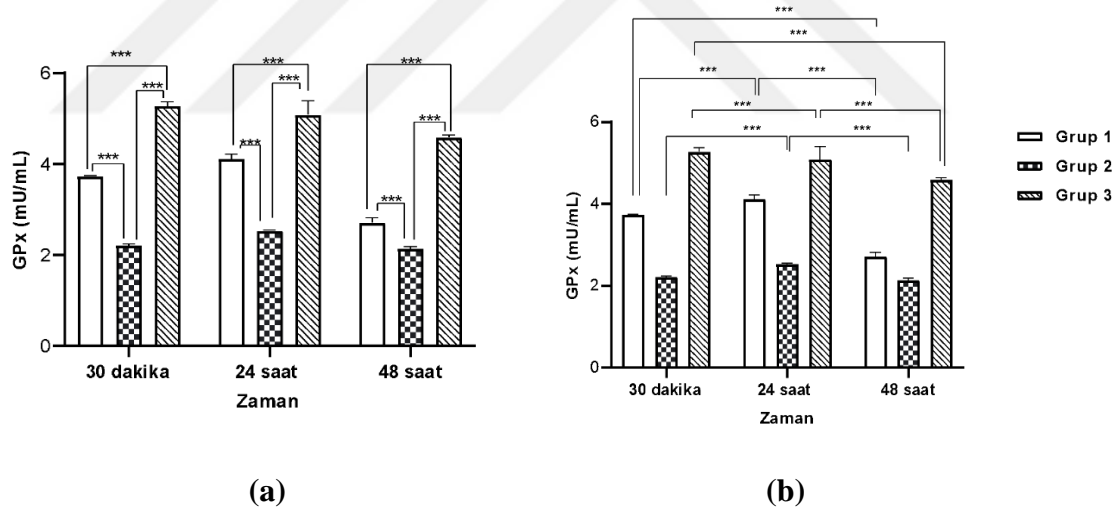 ***
***
***
***
***
***
***
***
***
6
4
2
0
GPx (mU/mL)
30 dakika 24 saat 48 saat
Zaman
(a)
***
***
*** ***
*** ***
*** ***
6
4
2
0
GPx (mU/mL)
30 dakika 24 saat 48 saat
Zaman
Grup 1
Grup 2
Grup 3
(b)